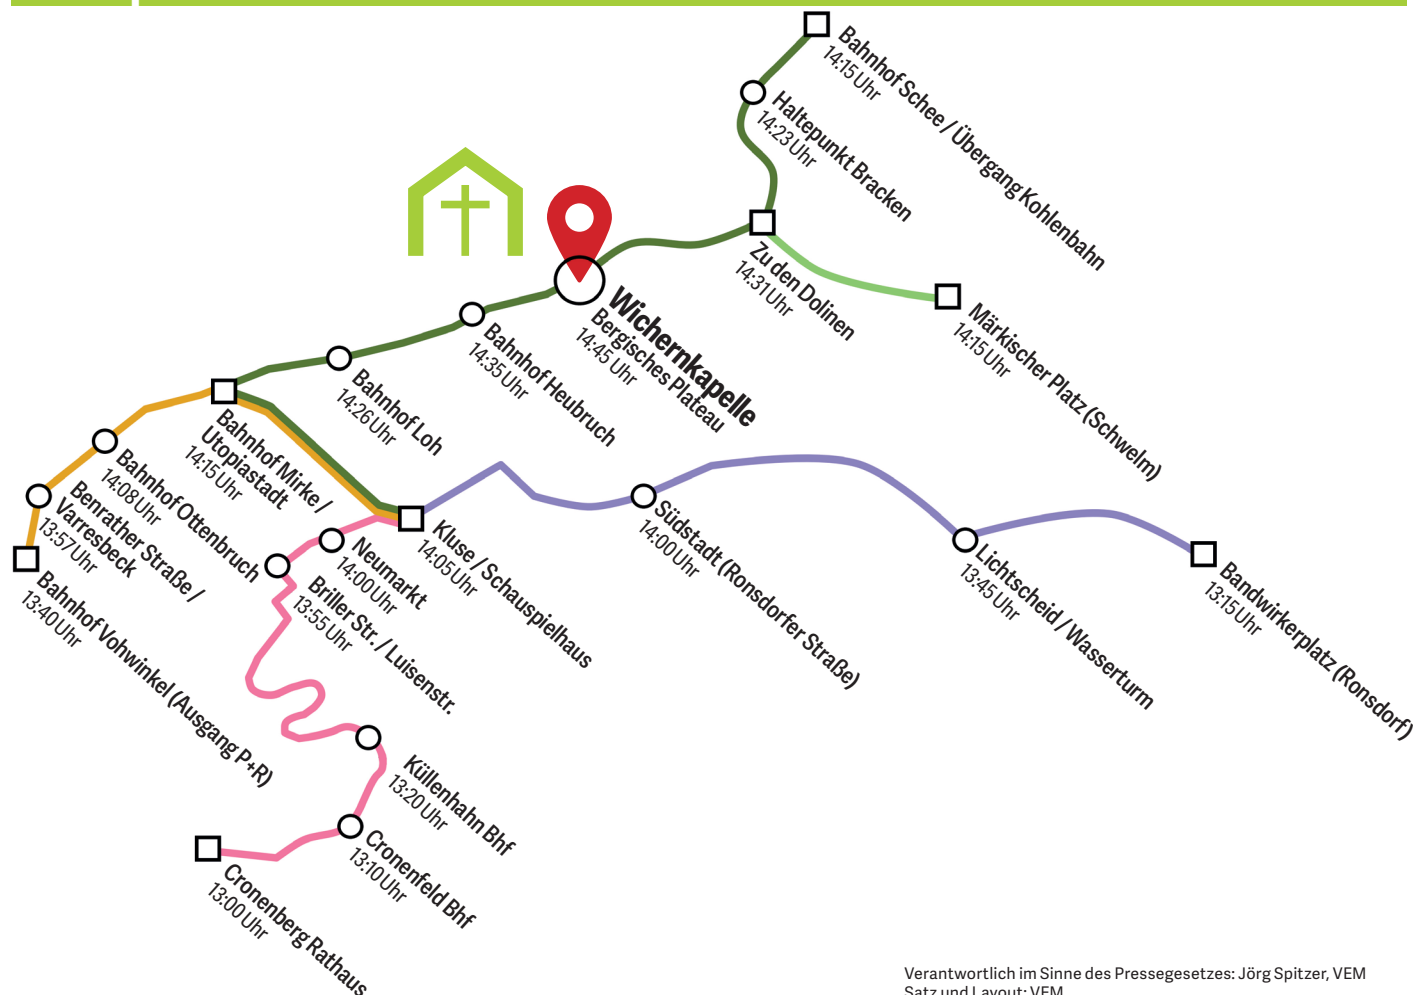 Bahnhof Schee / Übergang Kohlenbahn
14:15 Uhr
Haltepunkt Bracken
14:23 Uhr
Zu den Dolinen
14:31 Uhr
Märkischer Platz (Schwelm)
14:15 Uhr
Wichernkapelle
Bergisches Plateau
14:45 Uhr
Bahnhof Heubruch
14:35 Uhr
Bahnhof Loh
14:26 Uhr
Bahnhof Mirke /
Utopiastadt
14:15 Uhr
Bahnhof Ottenbruch
14:08 Uhr
Benrather Straße /
Varresbeck
13:57 Uhr
Bahnhof Vohwinkel (Ausgang P+R)
13:40 Uhr
Kluse / Schauspielhaus
14:05 Uhr
Neumarkt
14:00 Uhr
Briller Str. / Luisenstr.
13:55 Uhr
Südstadt (Ronsdorfer Straße)
14:00 Uhr
Lichtscheid / Wasserturm
13:45 Uhr
Bandwirkerplatz (Ronsdorf)
13:15 Uhr
Küllenhahn Bhf
13:20 Uhr
Cronenfeld Bhf
13:10 Uhr
Cronenberg Rathaus
13:00 Uhr
Verantwortlich im Sinne des Pressegesetzes: Jörg Spitzer, VEM
Satz und Layout: VEM